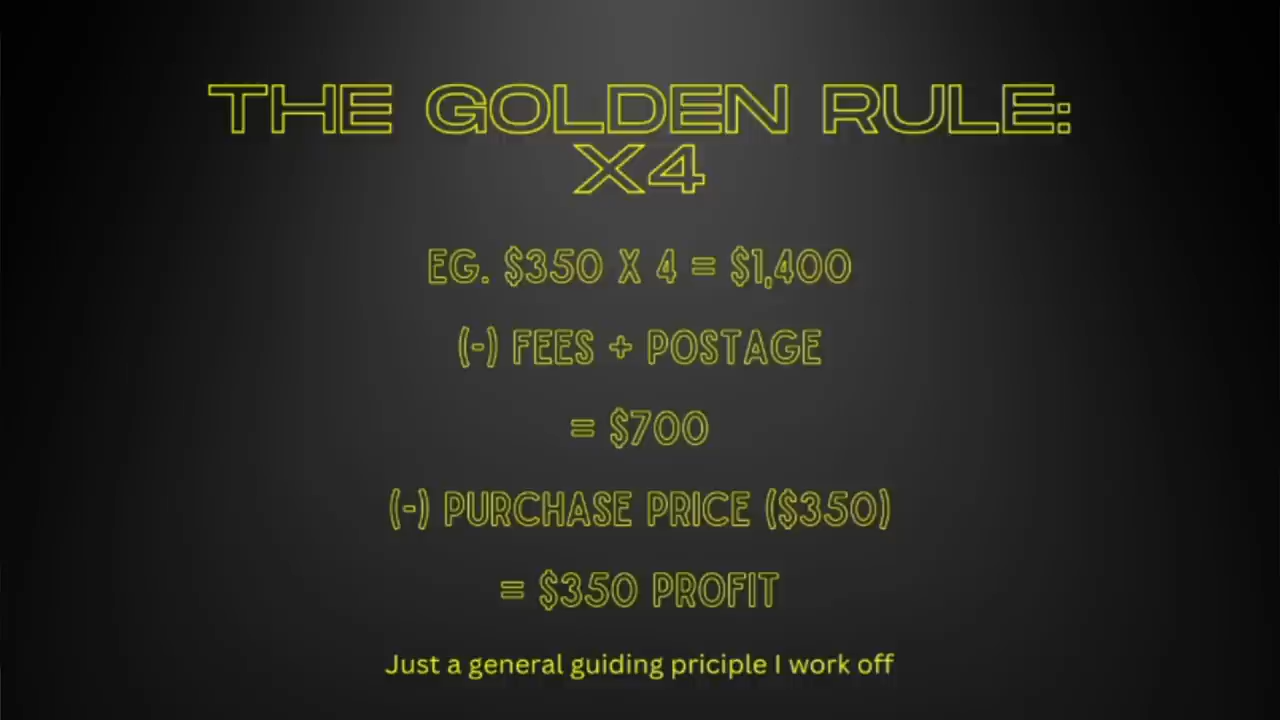 THE GOLDEN RULE:
X4
EG. $350 X 4 = $1,400
(-) FEES + POSTAGE
= $700
(-) PURCHASE PRICE ($350)
= $350 PROFIT
Just a general guiding priciple I work off